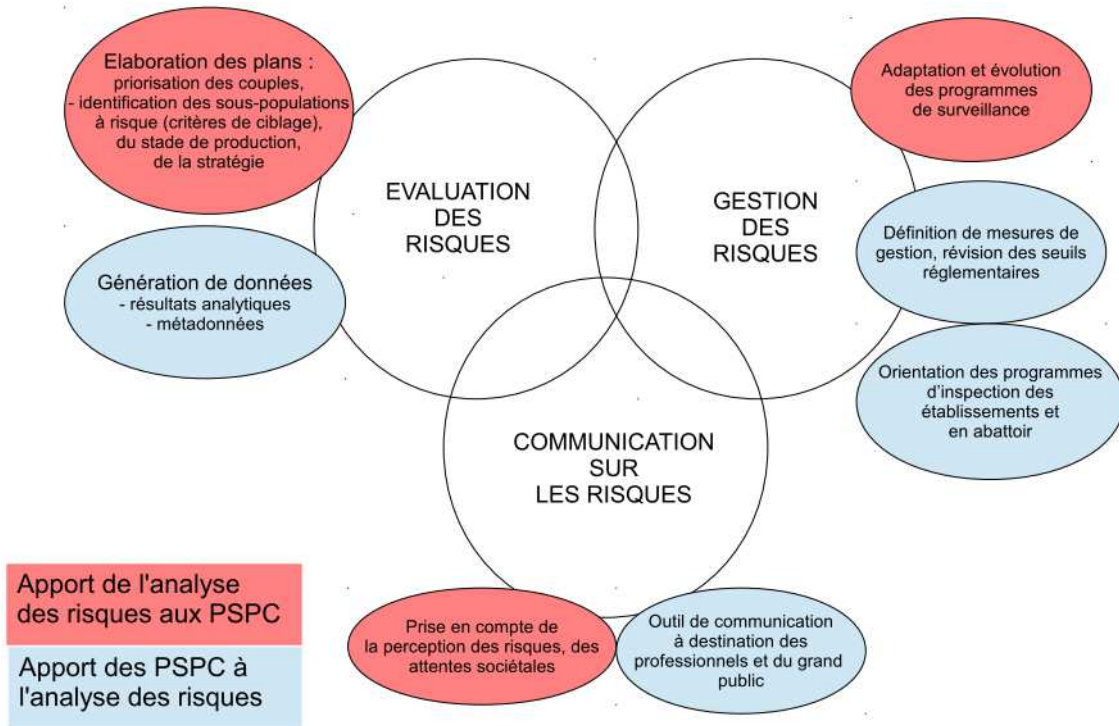 Elaboration des plans :
priorisation des couples,
- identification des sous-populations
à risque (critères de ciblage),
du stade de production,
de la stratégie
Génération de données
- résultats analytiques
- métadonnées
EVALUATION
DES
RISQUES
GESTION
DES
RISQUES
Adaptation et évolution
des programmes
de surveillance
Définition de mesures de
gestion, révision des seuils
réglementaires
Orientation des programmes
d'inspection des
établissements et
en abattoir
COMMUNICATION
SUR
LES RISQUES
Prise en compte de
la perception des risques, des
attentes sociétales
Outil de communication
à destination des
professionnels et du grand
public
Apport de l'analyse
des risques aux PSPC
Apport des PSPC à
l'analyse des risques